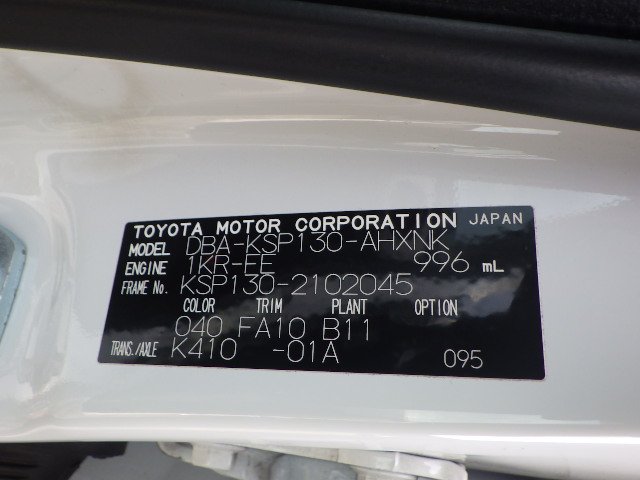 TOYOTA MOTOR CORPORATION JAPAN
MODEL DBA-KSP130-AHXNK
ENGINE 1KR-FE 996 mL
FRAME No. KSP130-2102045
COLOR TRIM PLANT OPTION
040 FA10 B11
TRANS./AXLE K410 -01A 095